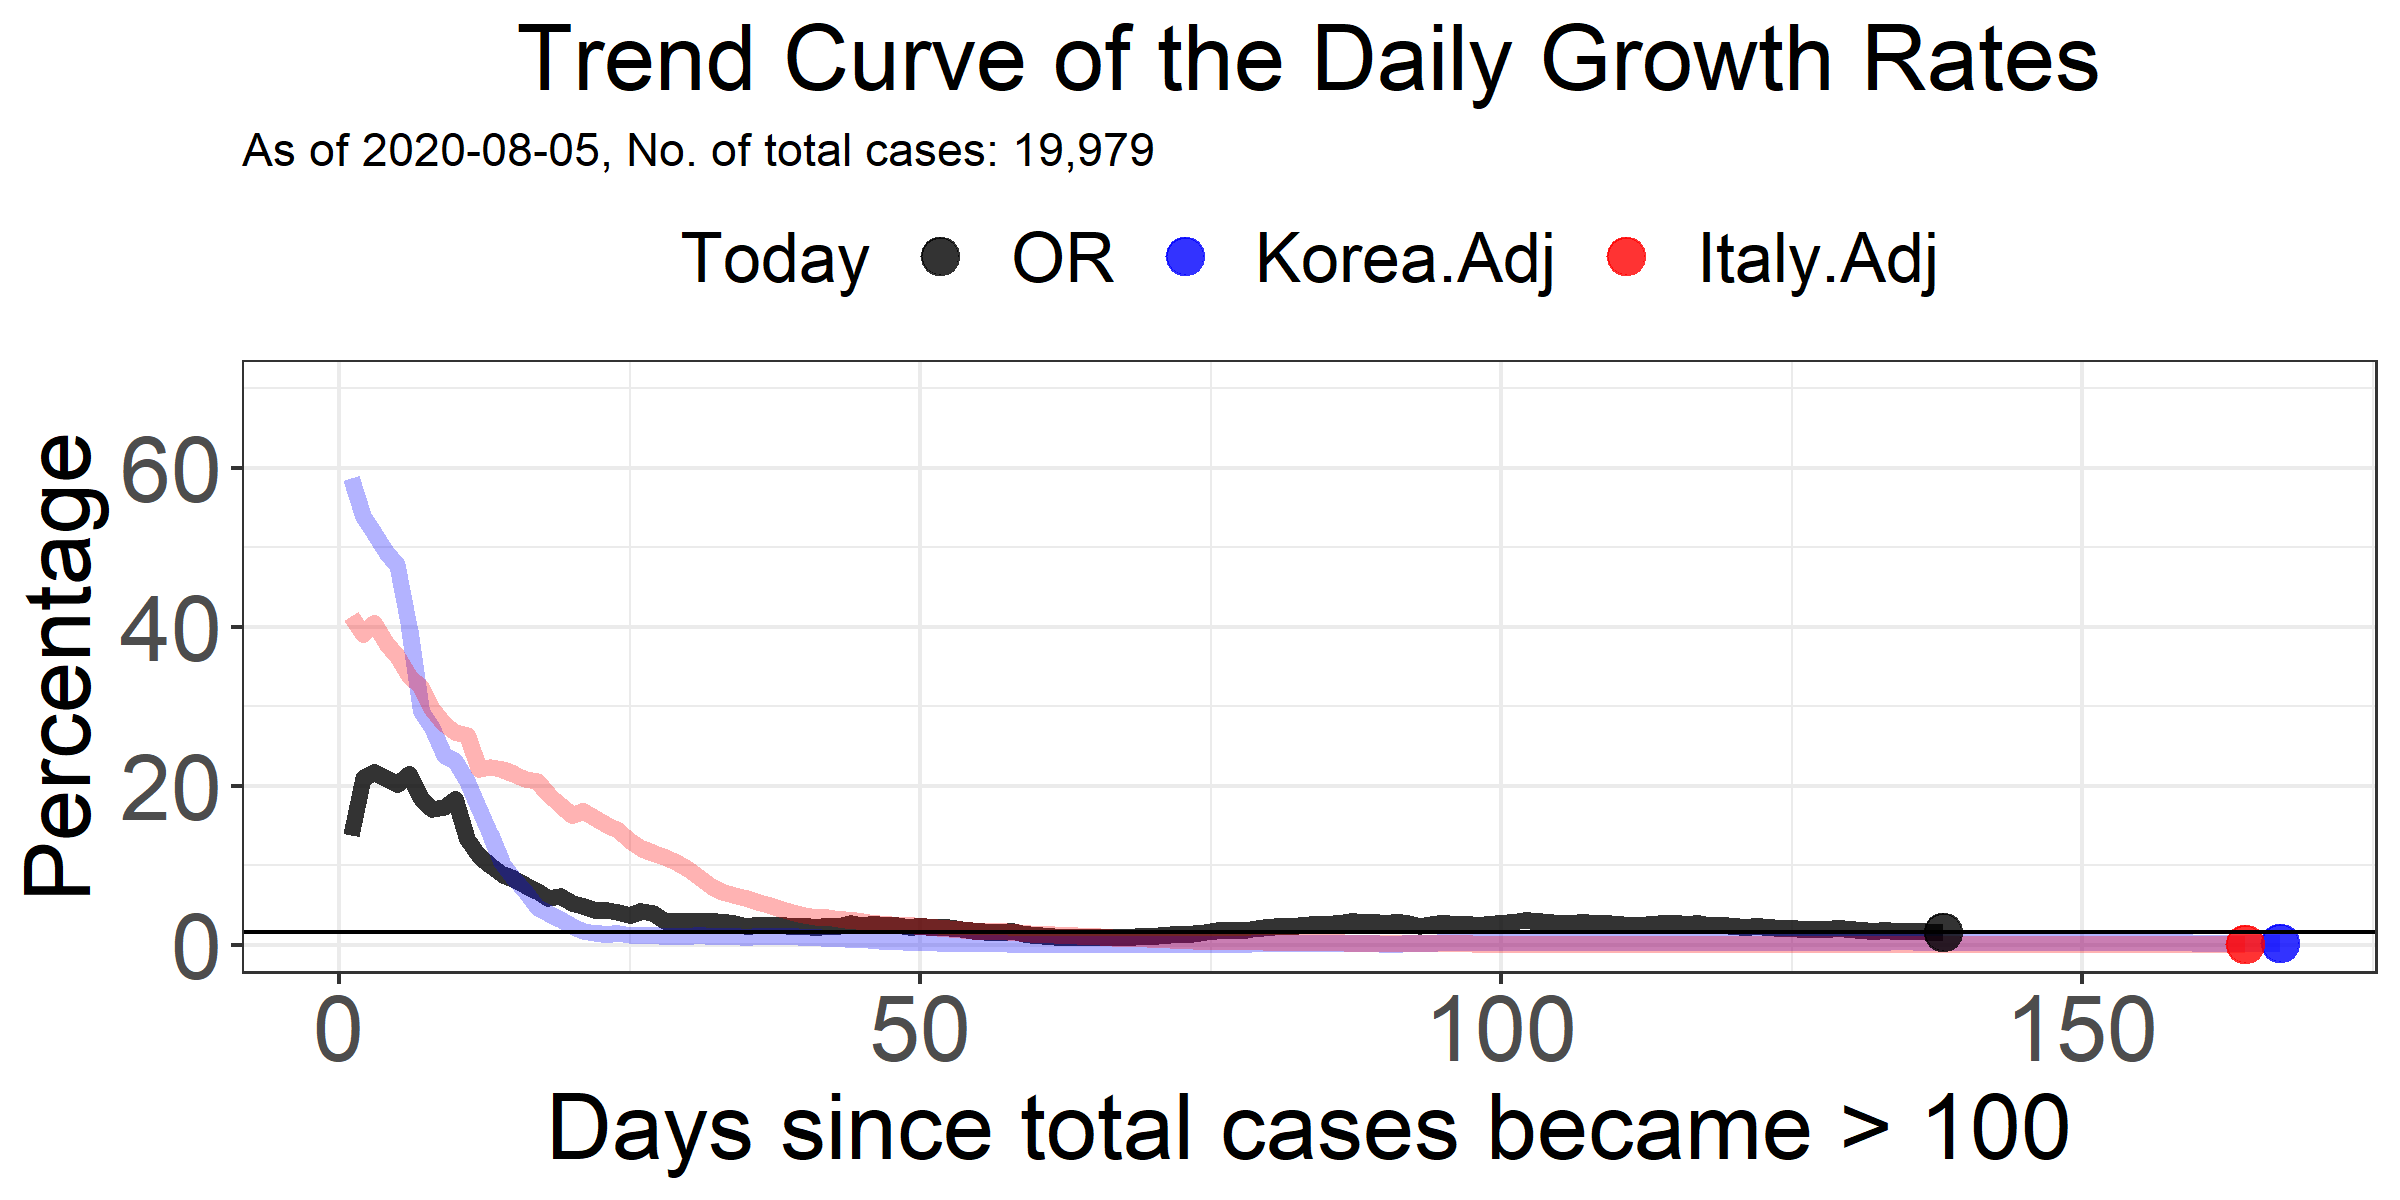 Trend Curve of the Daily Growth Rates
As of 2020-08-05, No. of total cases: 19,979
Today OR Korea.Adj Italy.Adj
Percentage
60
40
20
0
0 50 100 150
Days since total cases became > 100